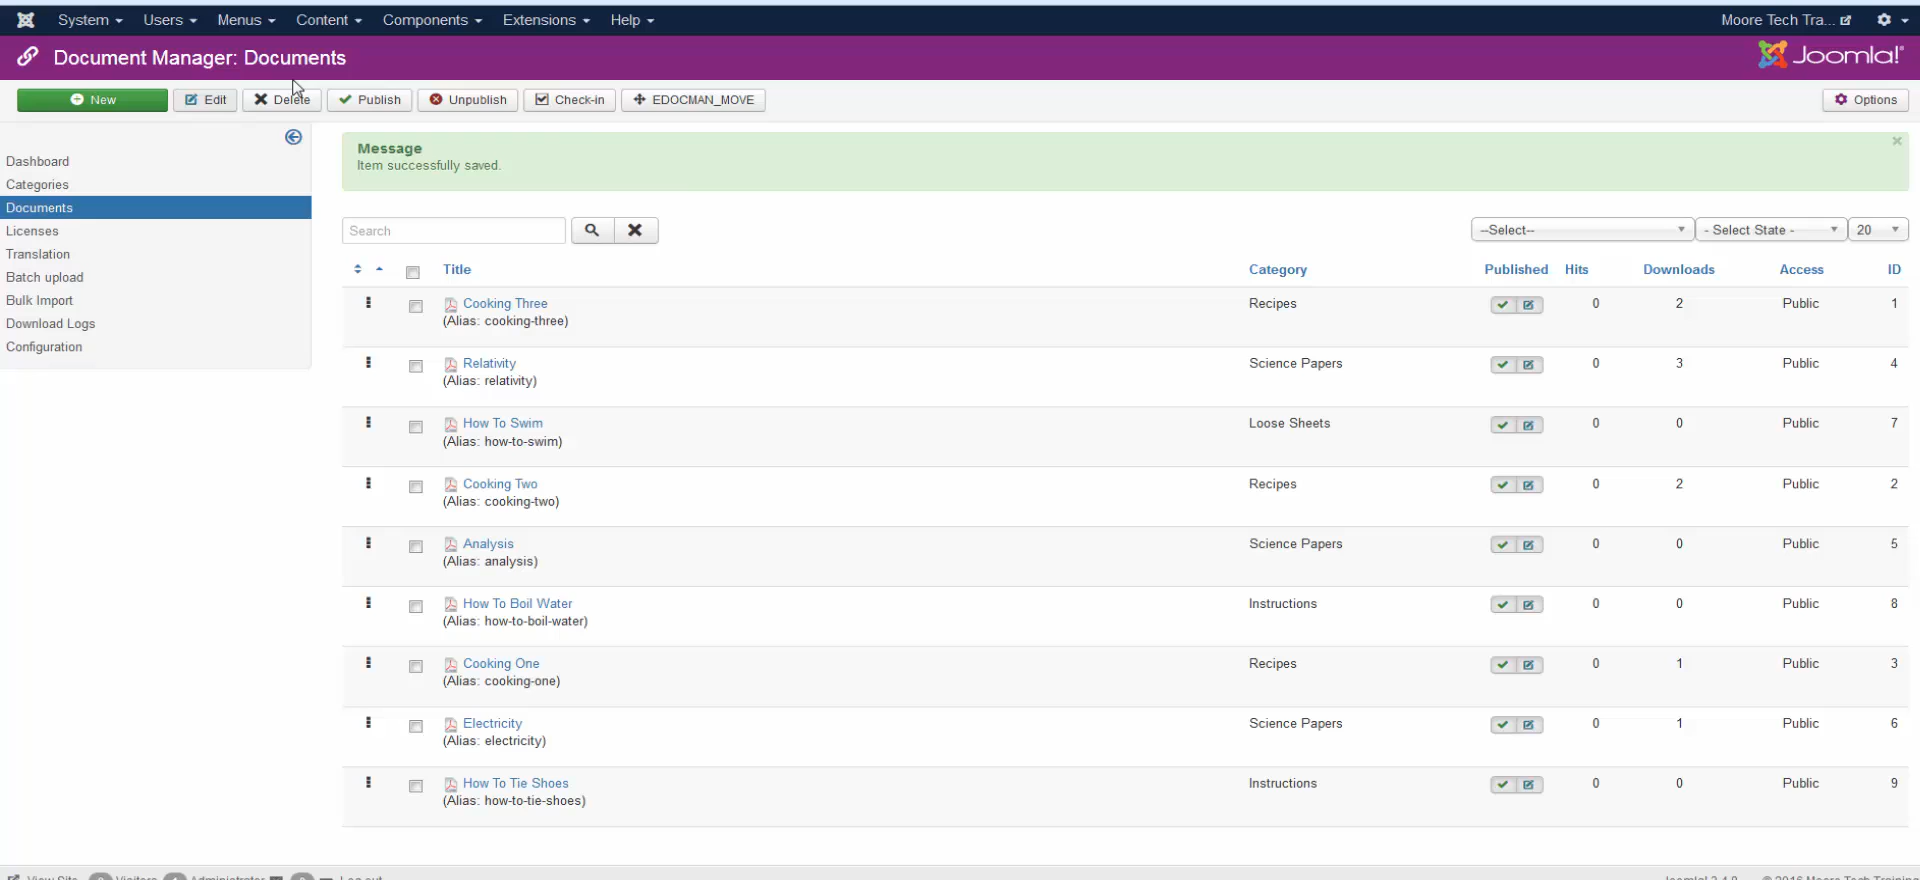 System Users Menus Content Components Extensions Help Moore Tech Tra...
Document Manager: Documents Joomla!
New Edit Delete Publish Unpublish Check-in EDOCMAN_MOVE Options
Dashboard
Categories
Documents
Licenses
Translation
Batch upload
Bulk Import
Download Logs
Configuration
Message
Item successfully saved.
Search --Select-- - Select State - 20
Title Category Published Hits Downloads Access ID
Cooking Three Recipes 0 2 Public 1
(Alias: cooking-three)
Relativity Science Papers 0 3 Public 4
(Alias: relativity)
How To Swim Loose Sheets 0 0 Public 7
(Alias: how-to-swim)
Cooking Two Recipes 0 2 Public 2
(Alias: cooking-two)
Analysis Science Papers 0 0 Public 5
(Alias: analysis)
How To Boil Water Instructions 0 0 Public 8
(Alias: how-to-boil-water)
Cooking One Recipes 0 1 Public 3
(Alias: cooking-one)
Electricity Science Papers 0 1 Public 6
(Alias: electricity)
How To Tie Shoes Instructions 0 0 Public 9
(Alias: how-to-tie-shoes)
View Site Visitors Administrator Log out Joomla! 3.4.8 © 2016 Moore Tech Training